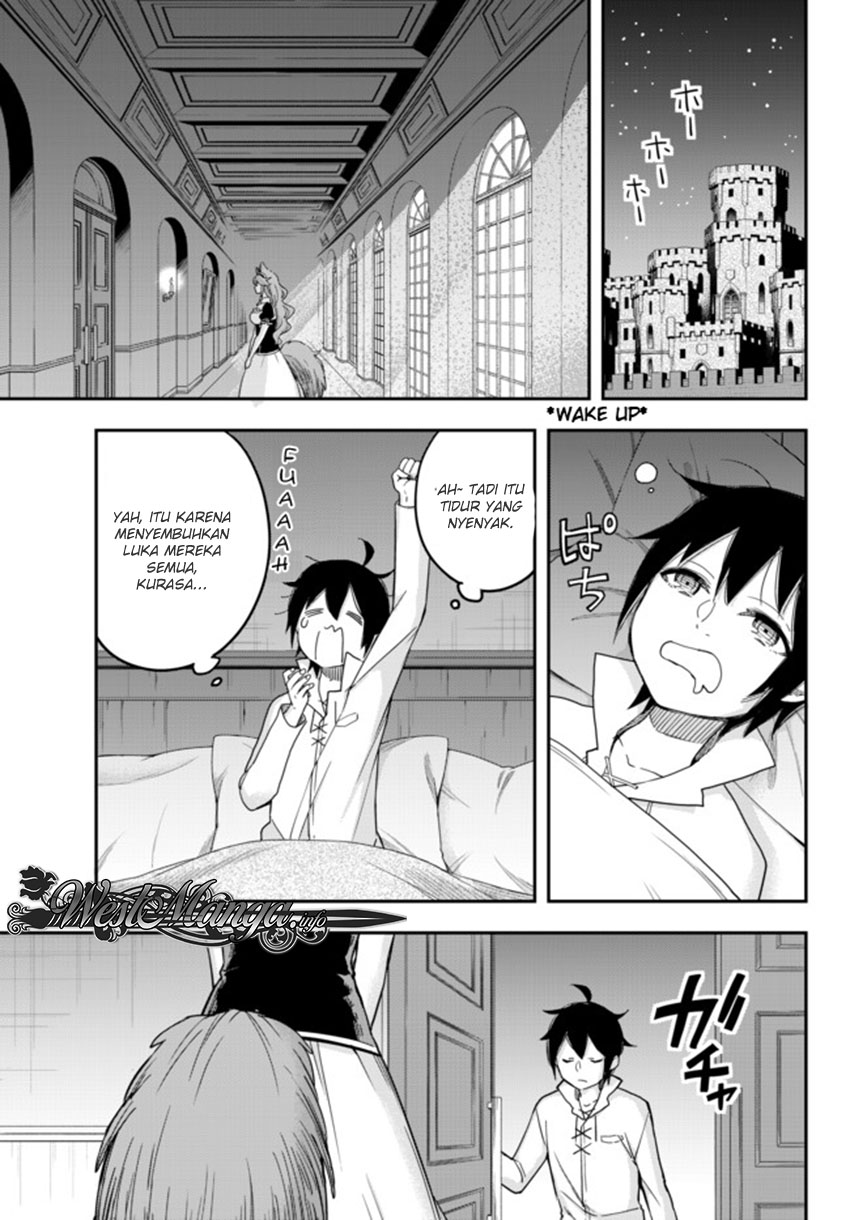 ホー
ホー
ホー
*WAKE UP*
ぱち
AH~ TADI ITU
TIDUR YANG
NYENYAK.
FUAAAH
YAH, ITU KARENA
MENYEMBUHKAN
LUKA MEREKA
SEMUA,
KURASA...
WestManga.info
ガチャ